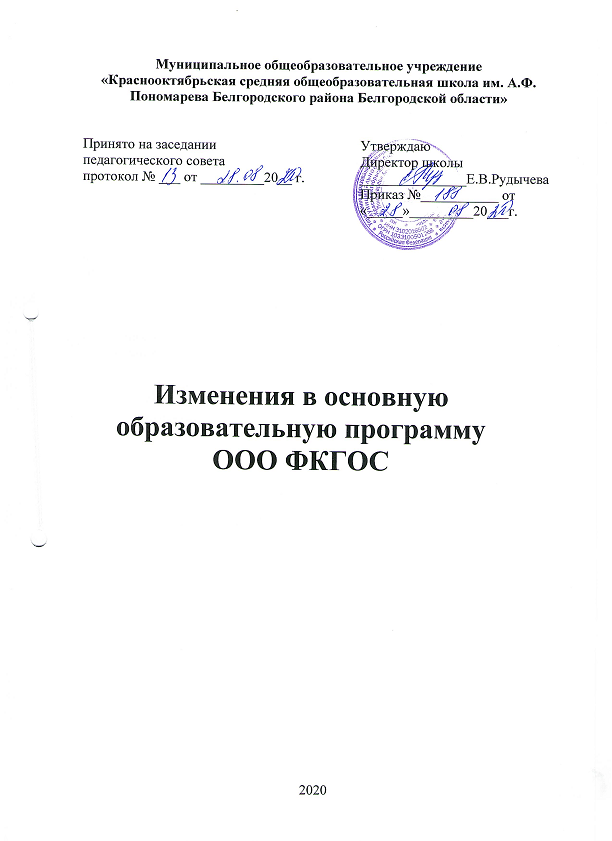 Муниципальное общеобразовательное учреждение
«Краснооктябрьская средняя общеобразовательная школа им. А.Ф.
Пономарева Белгородского района Белгородской области»
Принято на заседании
педагогического совета
протокол № 13 от 28.08 2020г.
Утверждаю
Директор школы
Е.В.Рудычева
Приказ № 188 от
«28» 08 2020г.
Изменения в основную
образовательную программу
ООО ФКГОС
2020